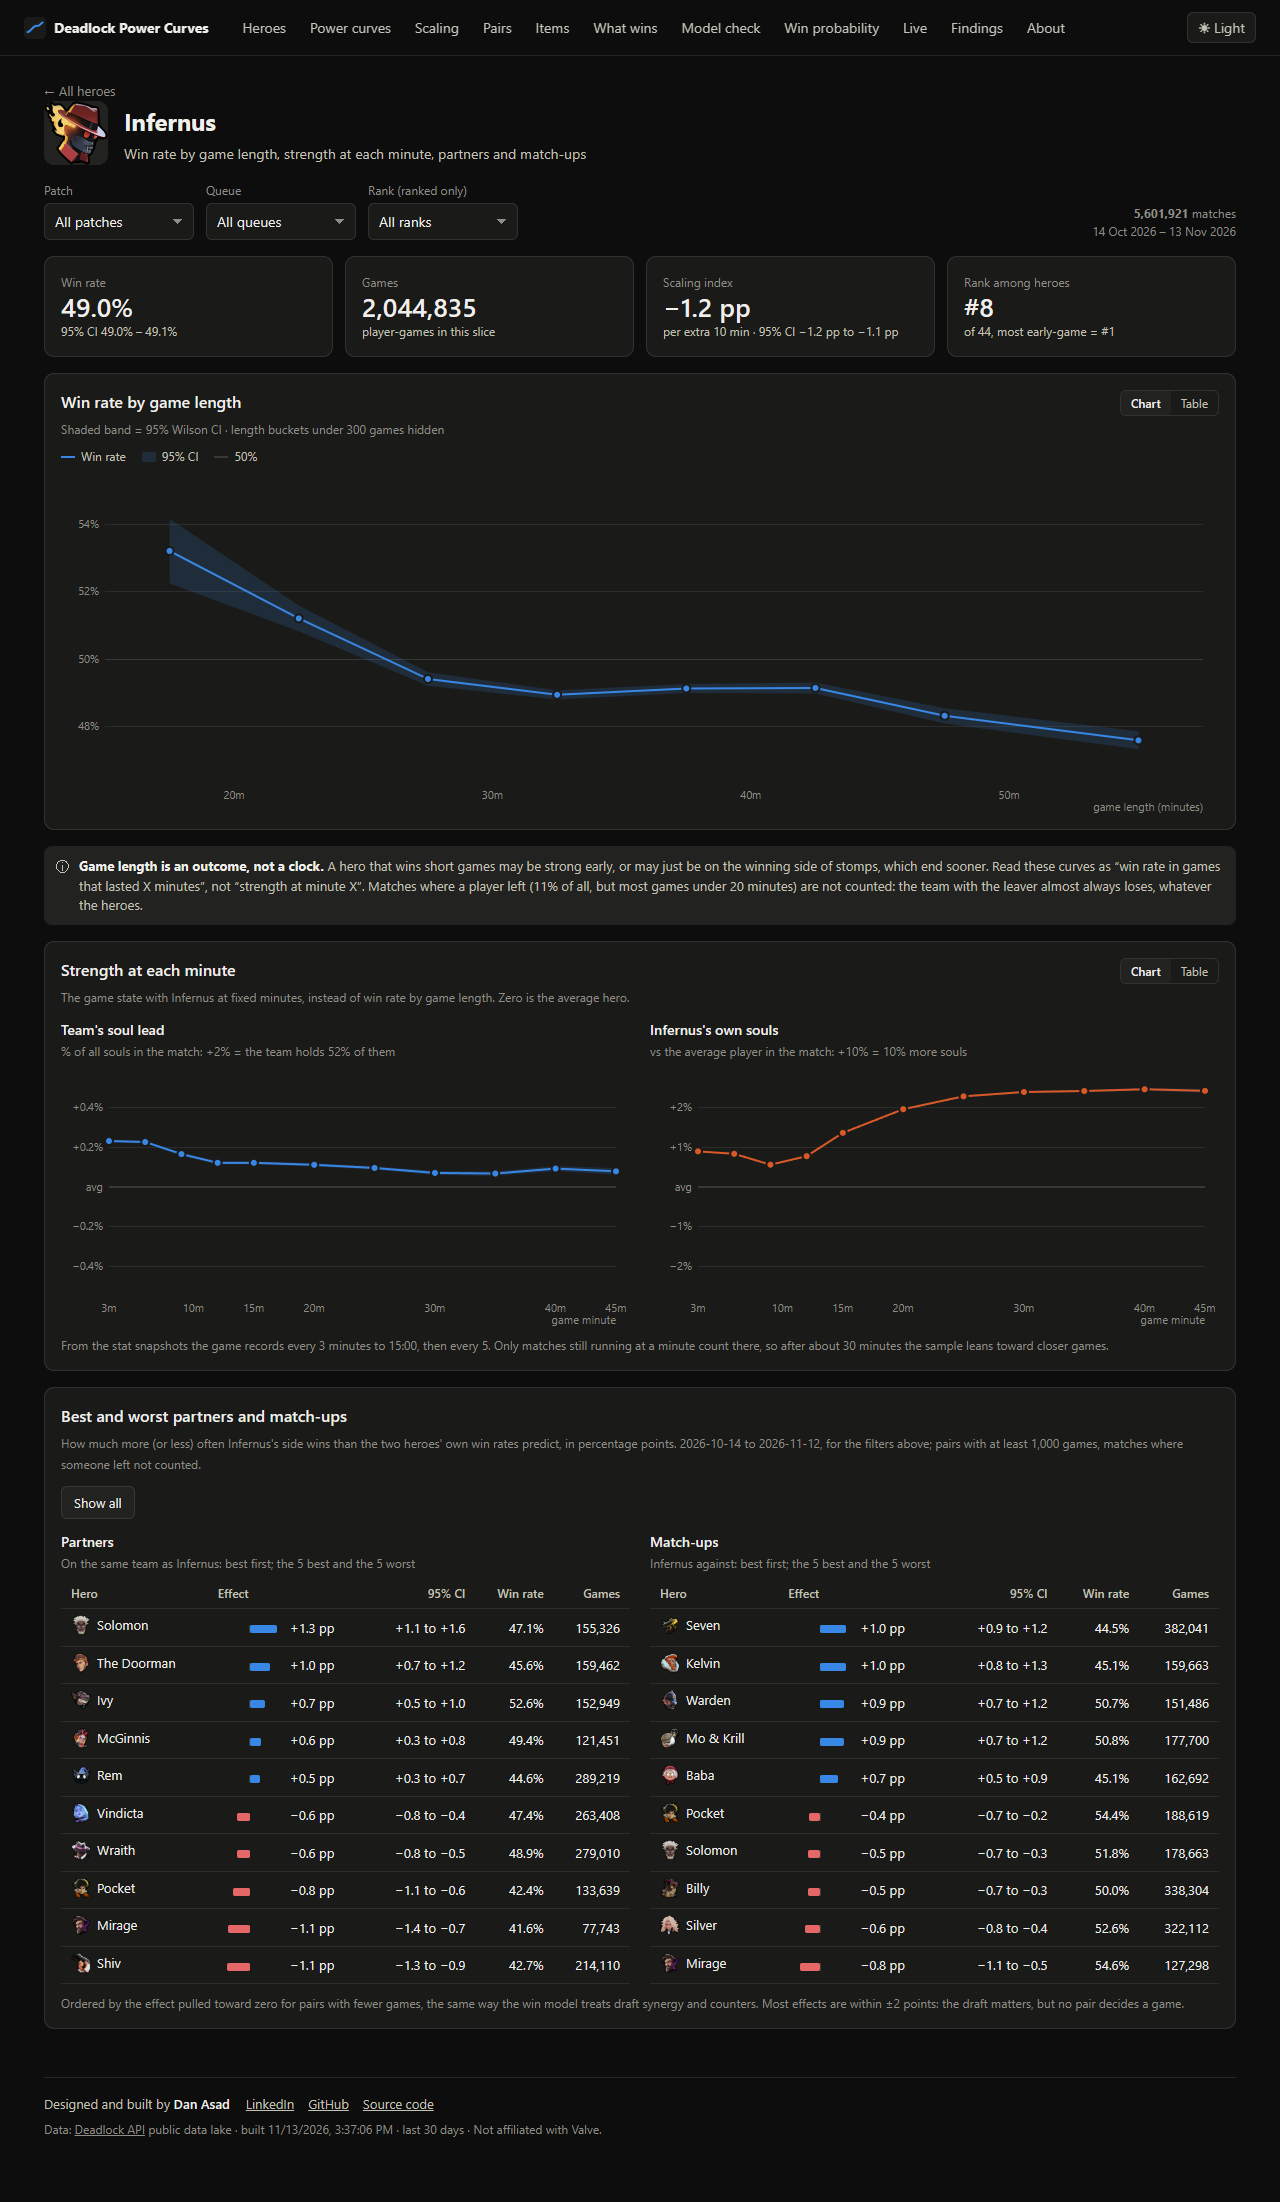 Deadlock Power Curves
Heroes
Power curves
Scaling
Pairs
Items
What wins
Model check
Win probability
Live
Findings
About
☀ Light
← All heroes
Infernus
Win rate by game length, strength at each minute, partners and match-ups
Patch
Queue
Rank (ranked only)
All patches
All queues
All ranks
5,601,921 matches
14 Oct 2026 – 13 Nov 2026
Win rate
49.0%
95% CI 49.0% – 49.1%
Games
2,044,835
player-games in this slice
Scaling index
−1.2 pp
per extra 10 min · 95% CI −1.2 pp to −1.1 pp
Rank among heroes
#8
of 44, most early-game = #1
Win rate by game length
Chart Table
Shaded band = 95% Wilson CI · length buckets under 300 games hidden
Win rate 95% CI 50%
54%
52%
50%
48%
20m 30m 40m 50m
game length (minutes)
ⓘ Game length is an outcome, not a clock. A hero that wins short games may be strong early, or may just be on the winning side of stomps, which end sooner. Read these curves as “win rate in games
that lasted X minutes”, not “strength at minute X”. Matches where a player left (11% of all, but most games under 20 minutes) are not counted: the team with the leaver almost always loses, whatever
the heroes.
Strength at each minute
Chart Table
The game state with Infernus at fixed minutes, instead of win rate by game length. Zero is the average hero.
Team's soul lead
% of all souls in the match: +2% = the team holds 52% of them
+0.4%
+0.2%
avg
−0.2%
−0.4%
3m 10m 15m 20m 30m 40m 45m
game minute
Infernus's own souls
vs the average player in the match: +10% = 10% more souls
+2%
+1%
avg
−1%
−2%
3m 10m 15m 20m 30m 40m 45m
game minute
From the stat snapshots the game records every 3 minutes to 15:00, then every 5. Only matches still running at a minute count there, so after about 30 minutes the sample leans toward closer games.
Best and worst partners and match-ups
How much more (or less) often Infernus's side wins than the two heroes' own win rates predict, in percentage points. 2026-10-14 to 2026-11-12, for the filters above; pairs with at least 1,000 games, matches where
someone left not counted.
Show all
Partners
On the same team as Infernus: best first; the 5 best and the 5 worst
Hero Effect 95% CI Win rate Games
Solomon +1.3 pp +1.1 to +1.6 47.1% 155,326
The Doorman +1.0 pp +0.7 to +1.2 45.6% 159,462
Ivy +0.7 pp +0.5 to +1.0 52.6% 152,949
McGinnis +0.6 pp +0.3 to +0.8 49.4% 121,451
Rem +0.5 pp +0.3 to +0.7 44.6% 289,219
Vindicta −0.6 pp −0.8 to −0.4 47.4% 263,408
Wraith −0.6 pp −0.8 to −0.5 48.9% 279,010
Pocket −0.8 pp −1.1 to −0.6 42.4% 133,639
Mirage −1.1 pp −1.4 to −0.7 41.6% 77,743
Shiv −1.1 pp −1.3 to −0.9 42.7% 214,110
Match-ups
Infernus against: best first; the 5 best and the 5 worst
Hero Effect 95% CI Win rate Games
Seven +1.0 pp +0.9 to +1.2 44.5% 382,041
Kelvin +1.0 pp +0.8 to +1.3 45.1% 159,663
Warden +0.9 pp +0.7 to +1.2 50.7% 151,486
Mo & Krill +0.9 pp +0.7 to +1.2 50.8% 177,700
Baba +0.7 pp +0.5 to +0.9 45.1% 162,692
Pocket −0.4 pp −0.7 to −0.2 54.4% 188,619
Solomon −0.5 pp −0.7 to −0.3 51.8% 178,663
Billy −0.5 pp −0.7 to −0.3 50.0% 338,304
Silver −0.6 pp −0.8 to −0.4 52.6% 322,112
Mirage −0.8 pp −1.1 to −0.5 54.6% 127,298
Ordered by the effect pulled toward zero for pairs with fewer games, the same way the win model treats draft synergy and counters. Most effects are within ±2 points: the draft matters, but no pair decides a game.
Designed and built by Dan Asad LinkedIn GitHub Source code
Data: Deadlock API public data lake · built 11/13/2026, 3:37:06 PM · last 30 days · Not affiliated with Valve.